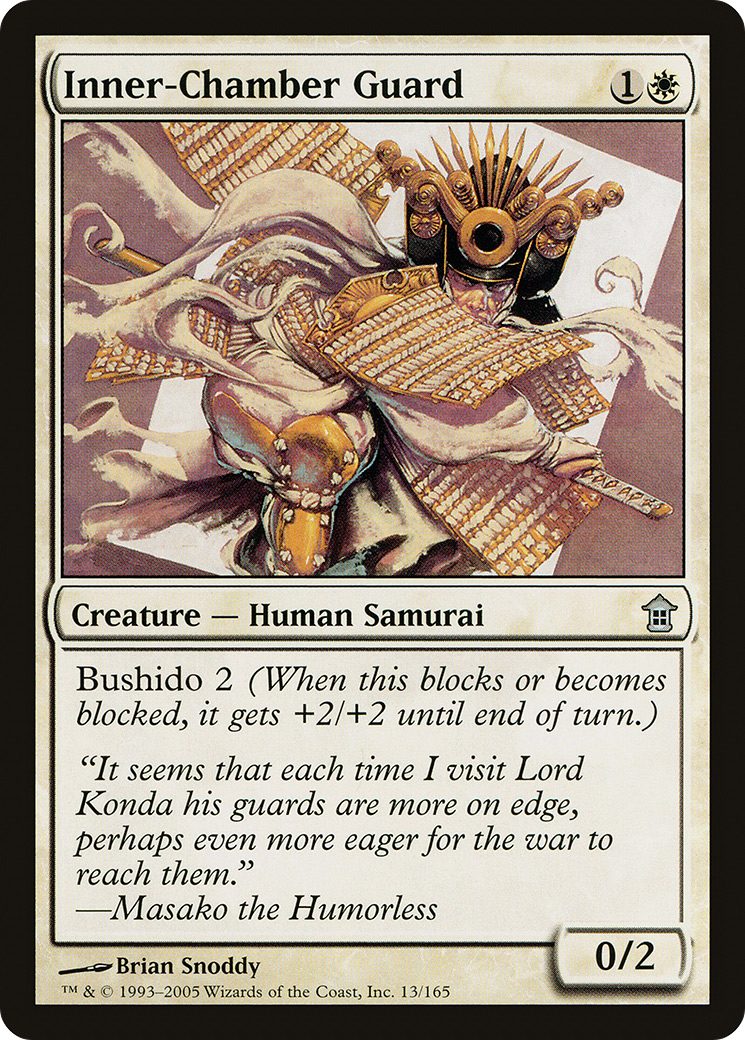 Inner-Chamber Guard 1
Creature — Human Samurai
Bushido 2 (When this blocks or becomes
blocked, it gets +2/+2 until end of turn.)
“It seems that each time I visit Lord
Konda his guards are more on edge,
perhaps even more eager for the war to
reach them.”
—Masako the Humorless
0/2
Brian Snoddy
™ & © 1993–2005 Wizards of the Coast, Inc. 13/165